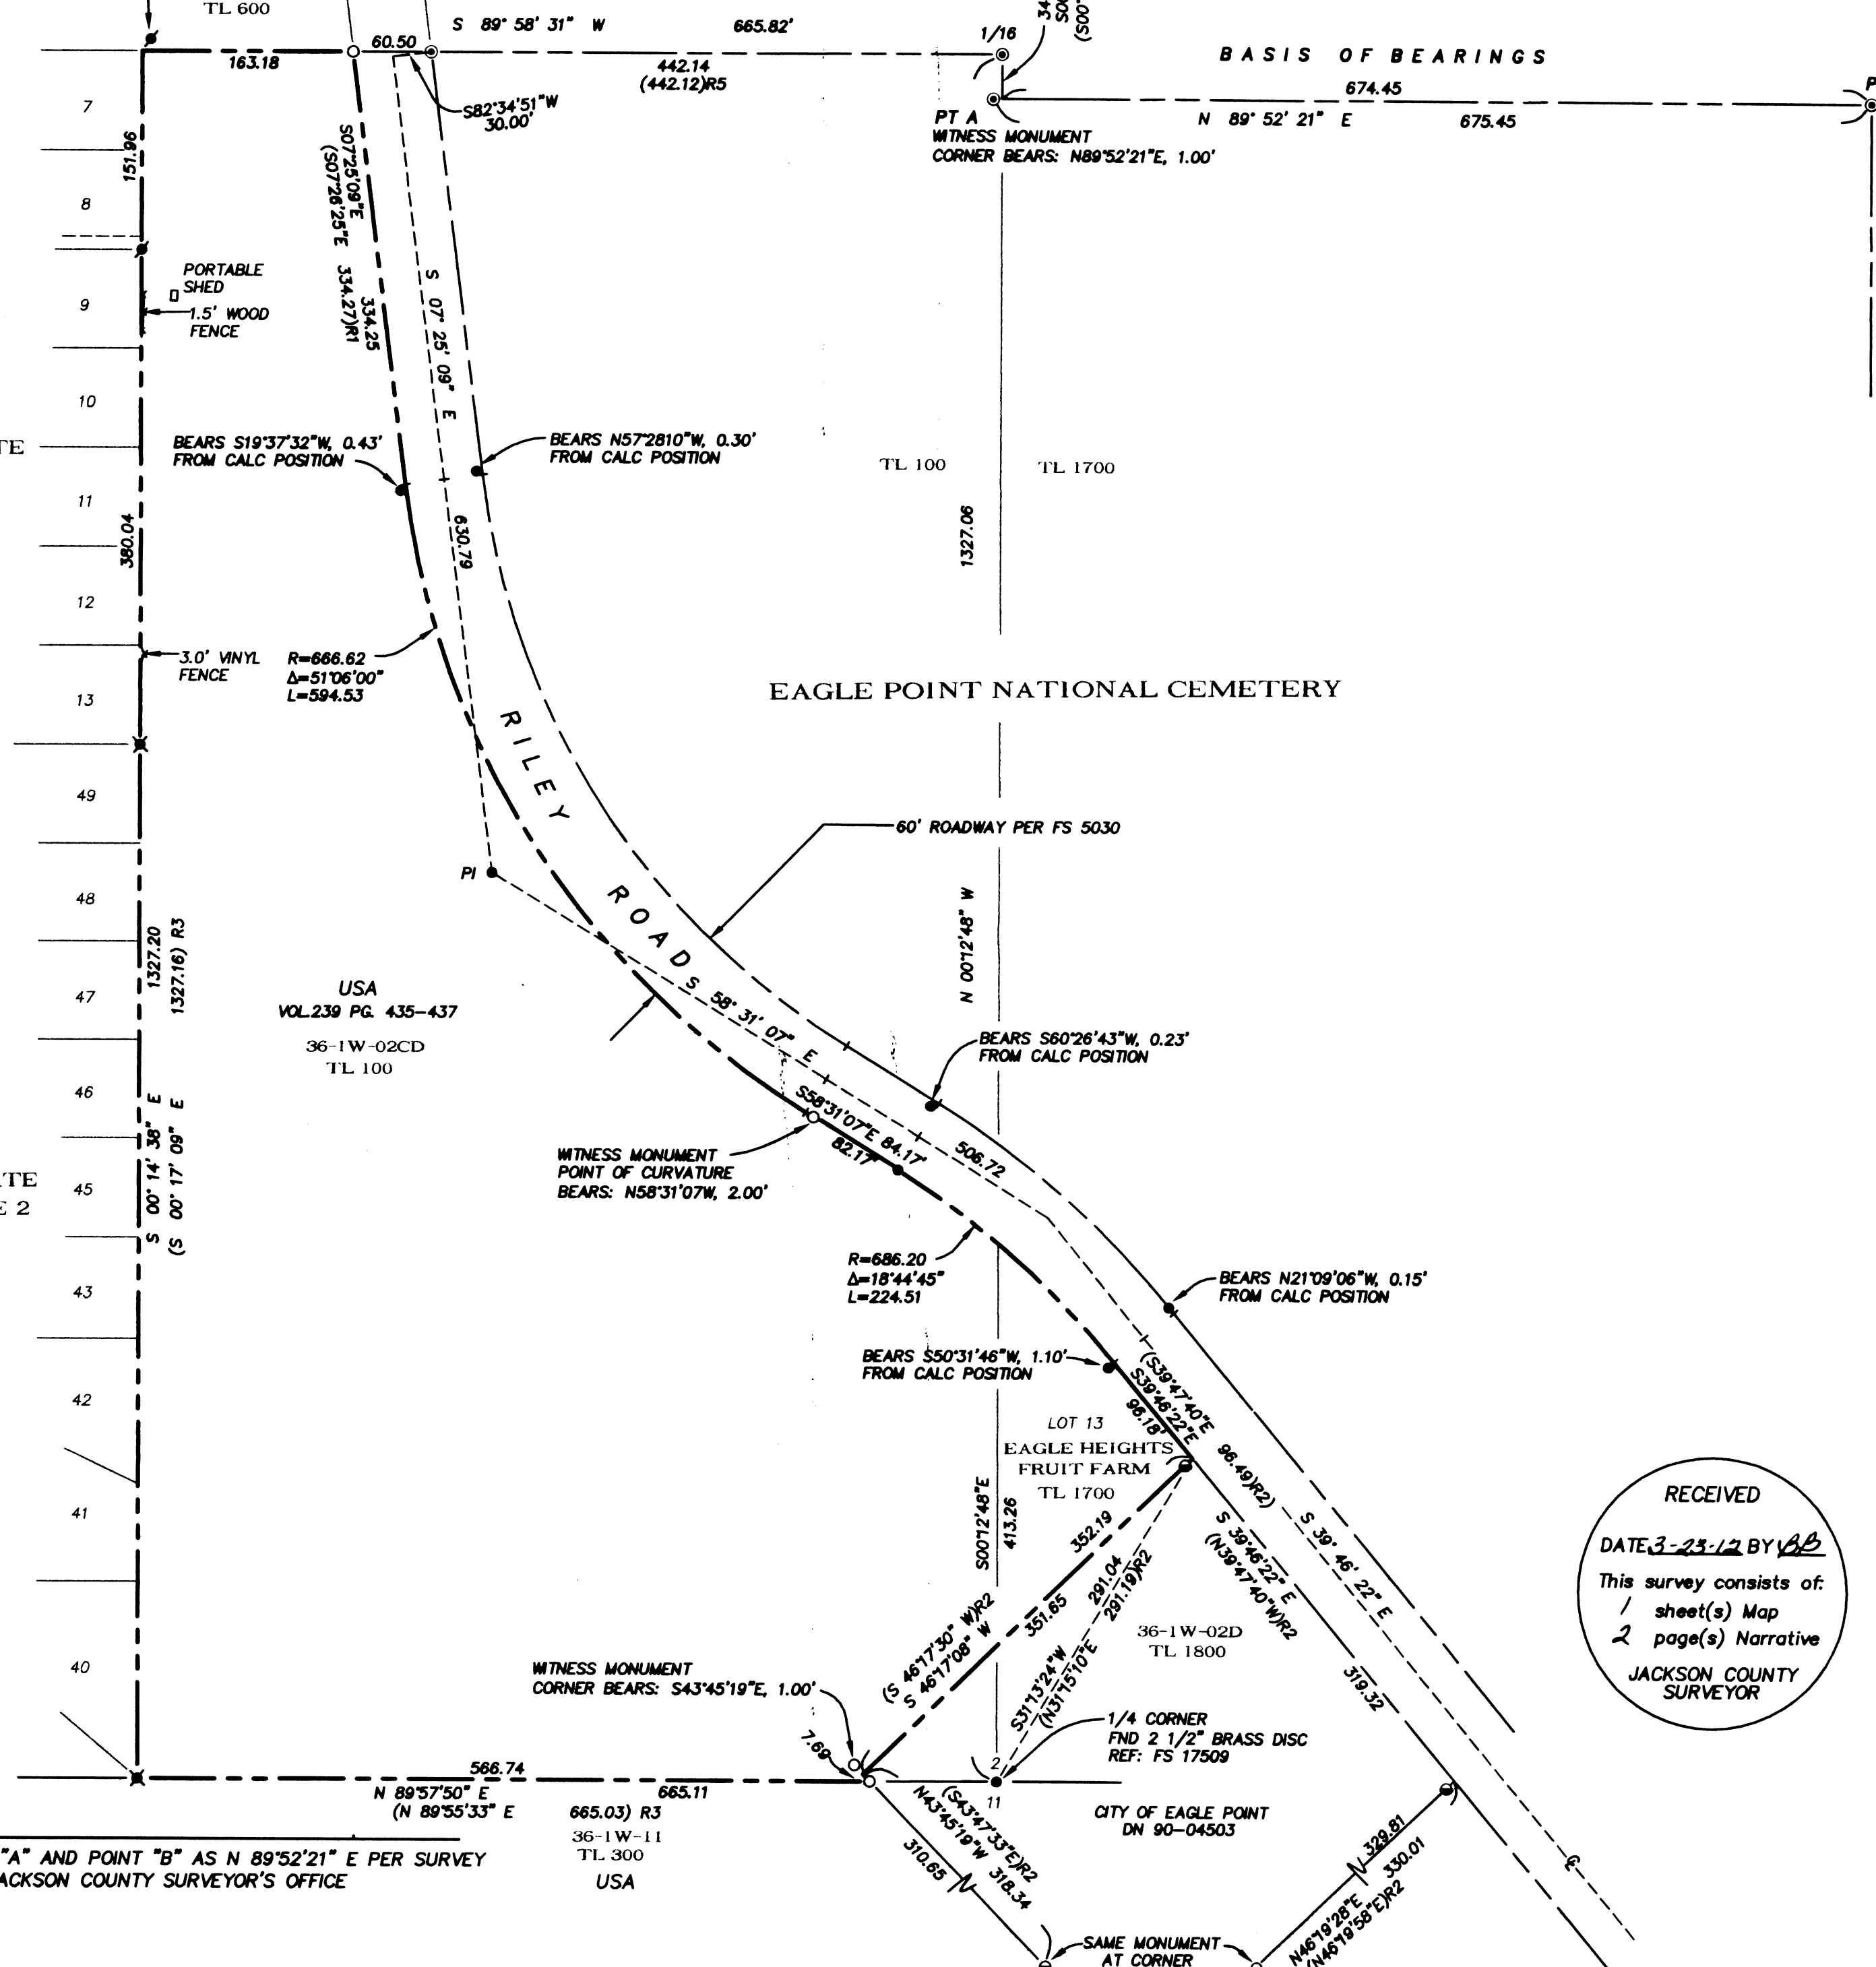 TL 600
S 89° 58' 31" W 665.82'
60.50
163.18
442.14
(442.12)R5
1/16
34
S00
(S00°
BASIS OF BEARINGS
674.45
N 89° 52' 21" E 675.45
P
S82°34'51"W
30.00'
PT A
WITNESS MONUMENT
CORNER BEARS: N89°52'21"E, 1.00'
7
151.96
8
S07°25'09"E 334.25
(S07°26'25"E 334.27)R1
S 07° 25' 09" E
630.79
PORTABLE
SHED
1.5' WOOD
FENCE
9
10
TE
BEARS S19°37'32"W, 0.43'
FROM CALC POSITION
BEARS N57°2810"W, 0.30'
FROM CALC POSITION
TL 100
TL 1700
11
380.04
1327.06
12
3.0' VINYL
FENCE
R=666.62
Δ=51°06'00"
L=594.53
13
EAGLE POINT NATIONAL CEMETERY
RILEY
ROAD
49
60' ROADWAY PER FS 5030
PI
48
N 00°12'48" W
1327.20
1327.16) R3
S 00° 14' 38" E
(S 00° 17' 09" E
47
USA
VOL.239 PG. 435-437
36-1W-02CD
TL 100
S 58° 31' 07" E
BEARS S60°26'43"W, 0.23'
FROM CALC POSITION
46
S58°31'07"E 84.17'
82.17'
506.72
WITNESS MONUMENT
POINT OF CURVATURE
BEARS: N58°31'07W, 2.00'
TE
E 2
45
R=686.20
Δ=18°44'45"
L=224.51
43
BEARS N21°09'06"W, 0.15'
FROM CALC POSITION
BEARS S50°31'46"W, 1.10'
FROM CALC POSITION
(S39°47'40"E 96.49)R2)
S39°46'22"E
96.18'
42
LOT 13
EAGLE HEIGHTS
FRUIT FARM
TL 1700
S00°12'48"E
413.26
352.19
351.65
291.04
291.19)R2
S31°13'24"W
(N31°15'10"E
S 39°46'22" E
(N39°47'40"W)R2
S 39° 46' 22" E
319.32
41
RECEIVED
DATE 3-23-12 BY BB
This survey consists of:
1 sheet(s) Map
2 page(s) Narrative
JACKSON COUNTY
SURVEYOR
(S 46°17'30" W)R2
S 46°17'08" W
36-1W-02D
TL 1800
40
WITNESS MONUMENT
CORNER BEARS: S43°45'19"E, 1.00'
1/4 CORNER
FND 2 1/2" BRASS DISC
REF: FS 17509
7.69
2
11
566.74
N 89°57'50" E 665.11
(N 89°55'33" E 665.03) R3
36-1W-11
TL 300
USA
(S43°47'33"E)R2
N43°45'19"W 318.34
310.65
CITY OF EAGLE POINT
DN 90-04503
329.81
330.01
N46°19'28"E
(N46°19'58"E)R2
"A" AND POINT "B" AS N 89°52'21" E PER SURVEY
ACKSON COUNTY SURVEYOR'S OFFICE
SAME MONUMENT
AT CORNER